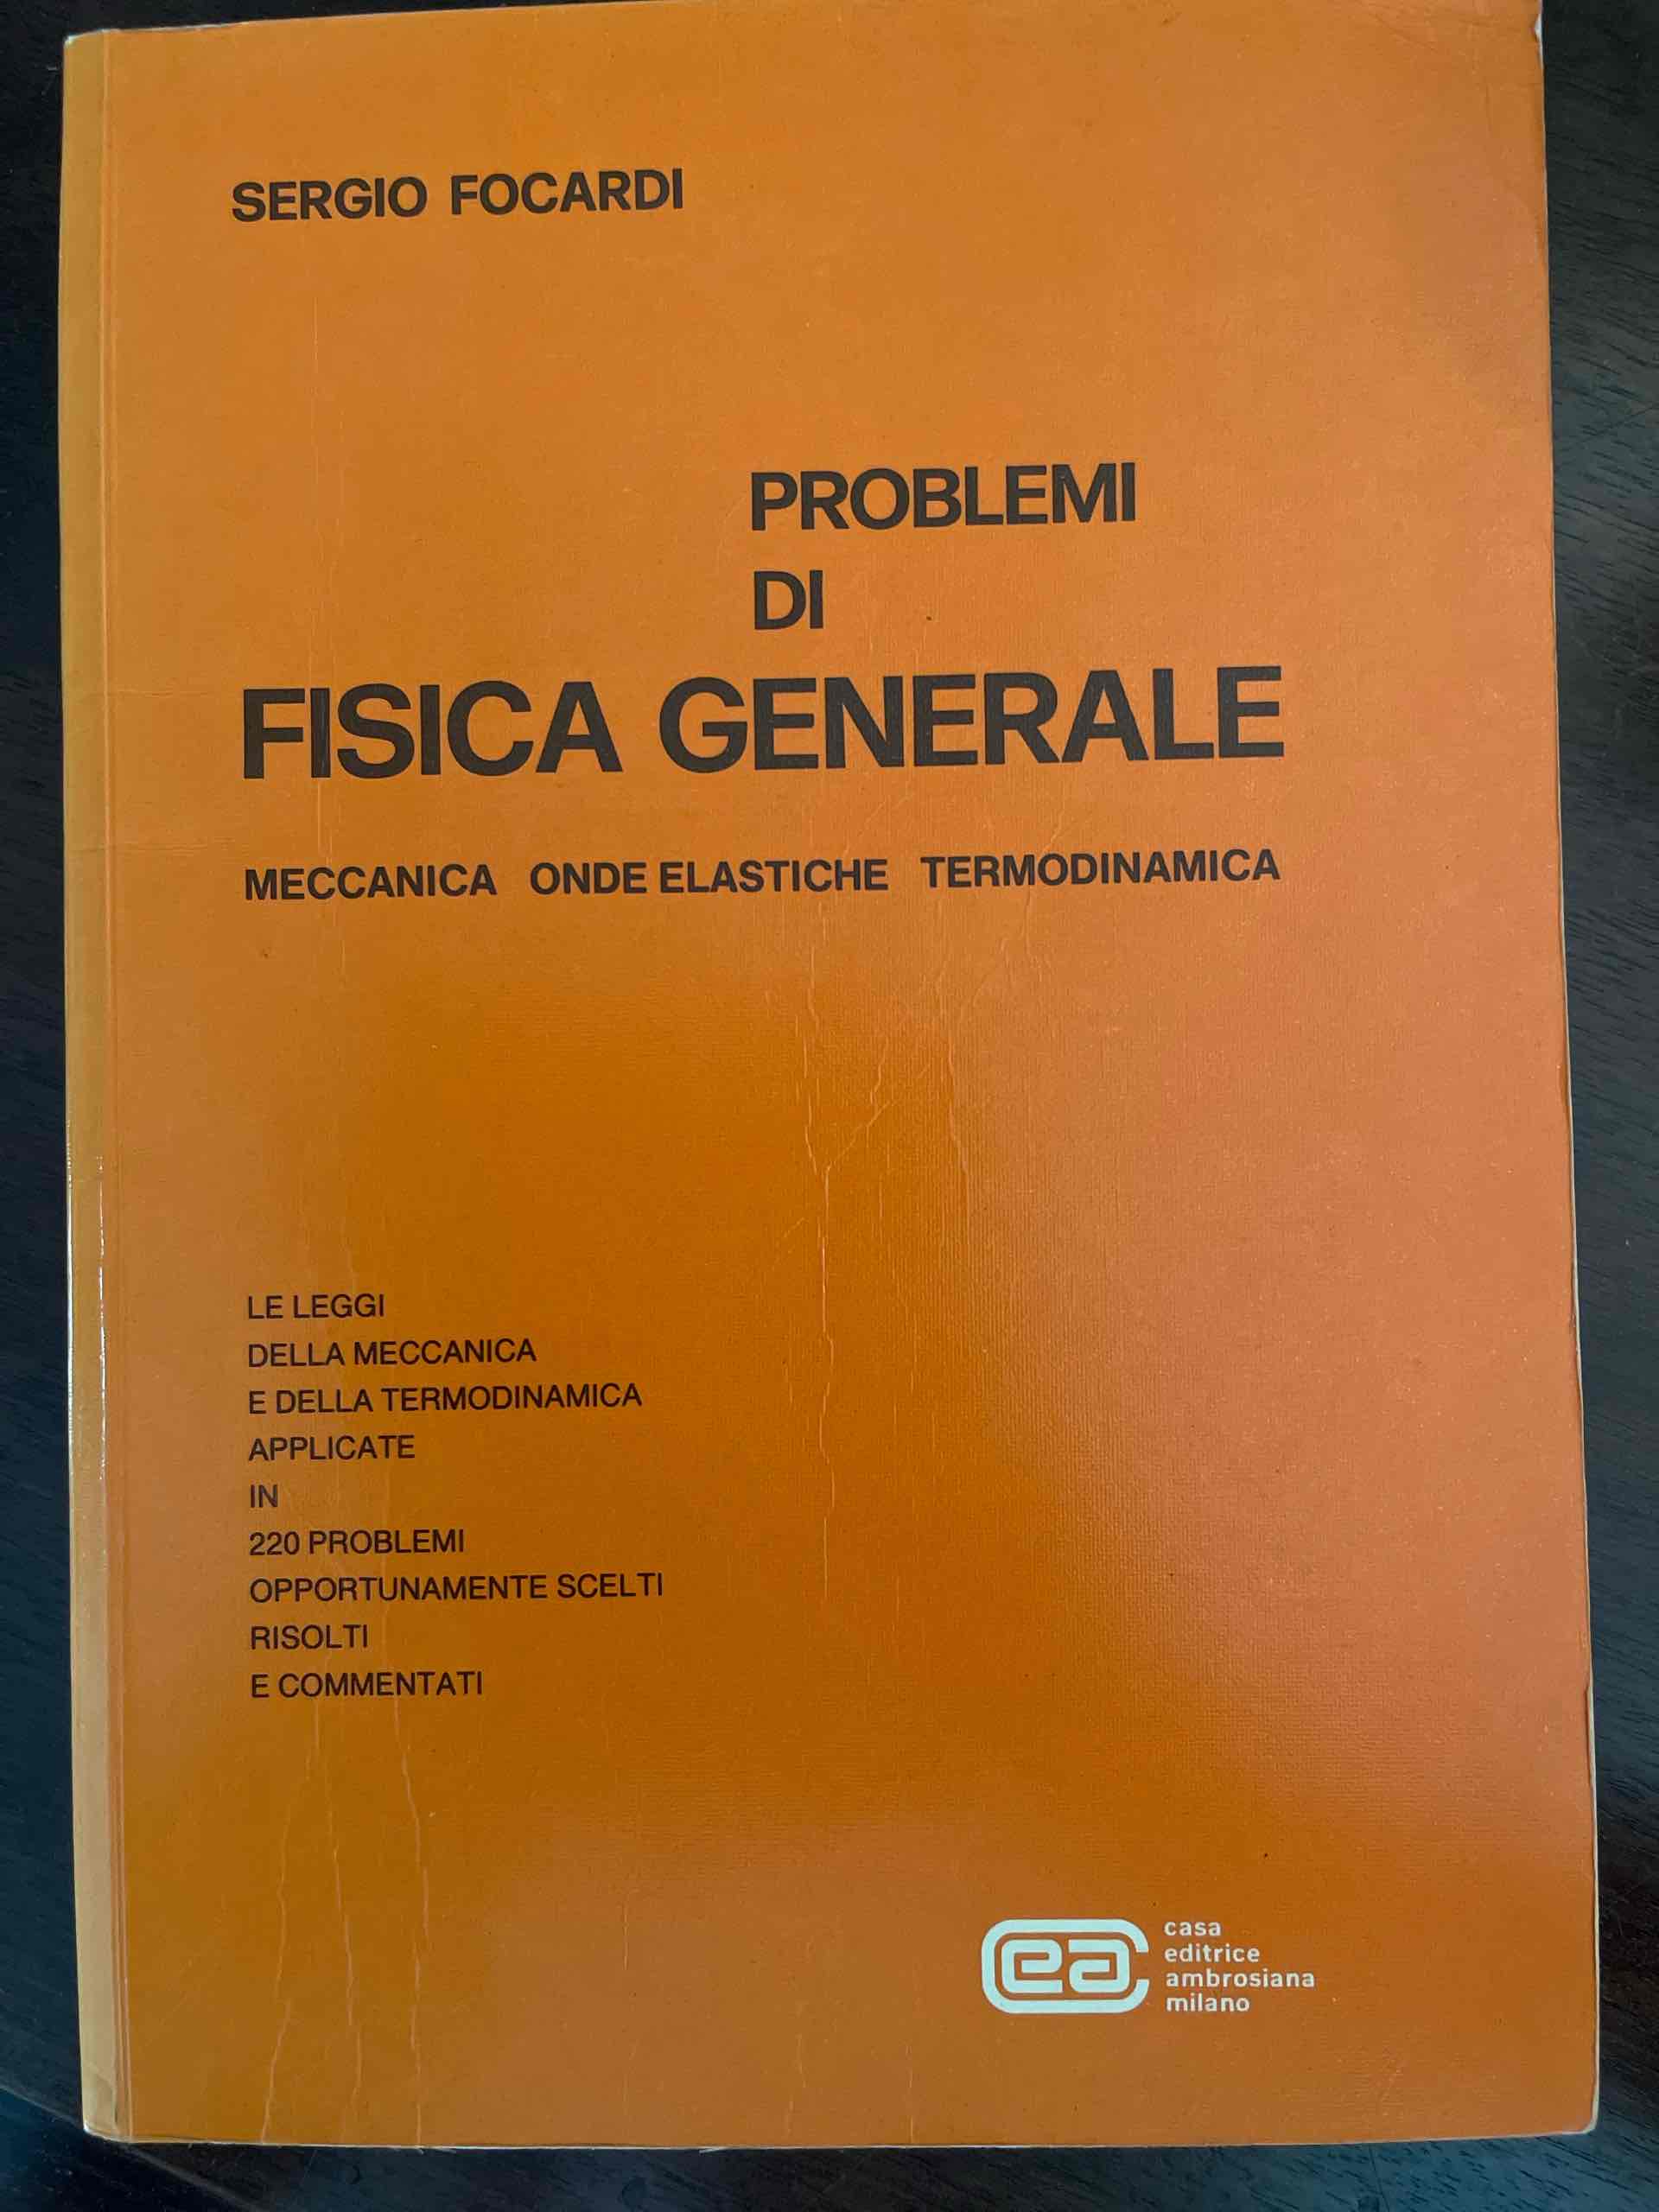 SERGIO FOCARDI
PROBLEMI
DI
FISICA GENERALE
MECCANICA ONDE ELASTICHE TERMODINAMICA
LE LEGGI
DELLA MECCANICA
E DELLA TERMODINAMICA
APPLICATE
IN
220 PROBLEMI
OPPORTUNAMENTE SCELTI
RISOLTI
E COMMENTATI
cea
casa
editrice
ambrosiana
milano